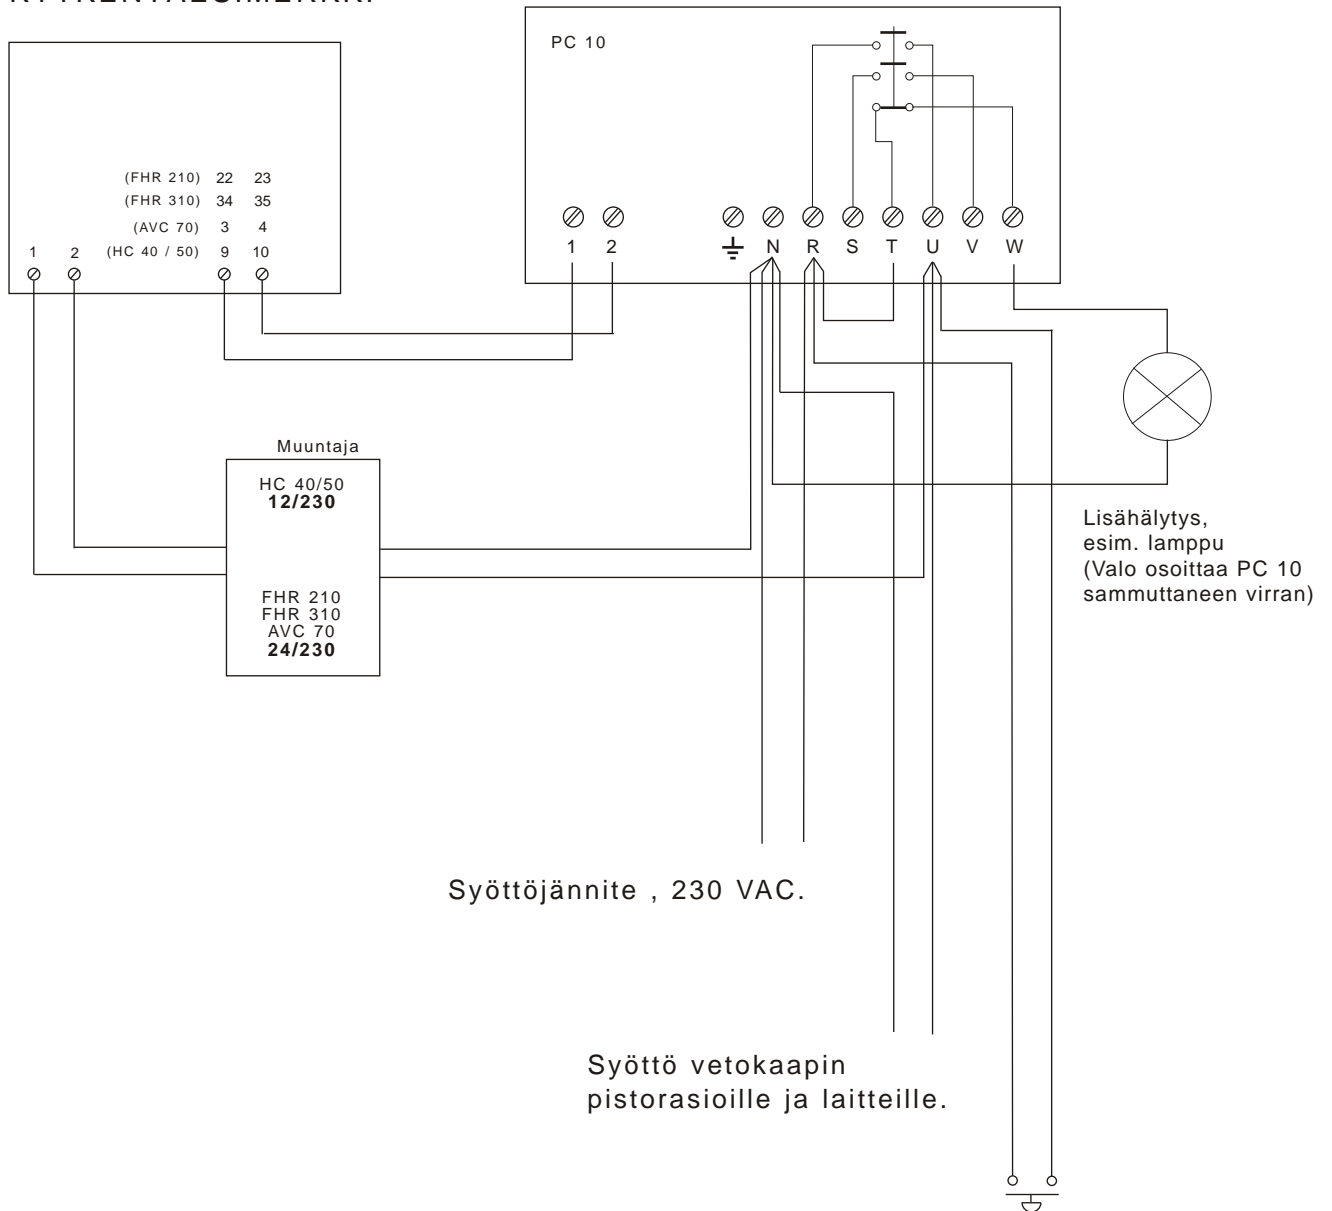 PC 10
(FHR 210) 22 23
(FHR 310) 34 35
(AVC 70) 3 4
1 2 (HC 40 / 50) 9 10
1 2 N R S T U V W
Muuntaja
HC 40/50
12/230
FHR 210
FHR 310
AVC 70
24/230
Lisähälytys,
esim. lamppu
(Valo osoittaa PC 10
sammuttaneen virran)
Syöttöjännite , 230 VAC.
Syöttö vetokaapin
pistorasioille ja laitteille.